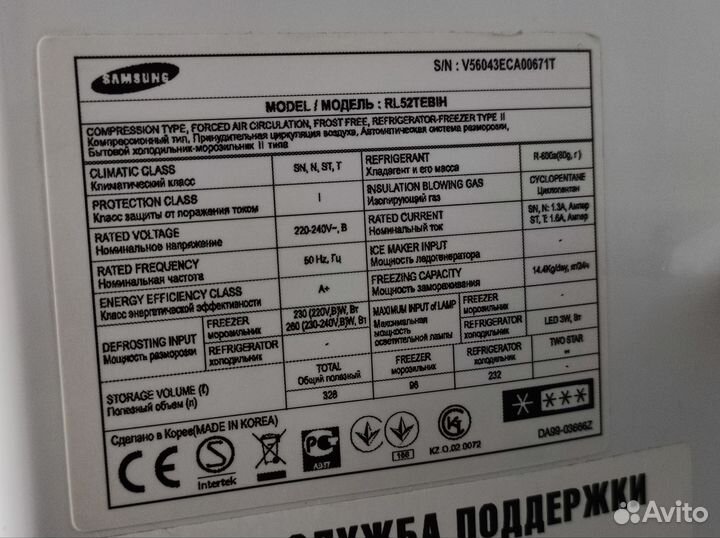 SAMSUNG
S/N : V56043ECA00671T
MODEL / МОДЕЛЬ : RL52TEBIH
COMPRESSION TYPE, FORCED AIR CIRCULATION, FROST FREE, REFRIGERATOR-FREEZER TYPE II
Компрессионный тип, Принудительная циркуляция воздуха, Автоматическая система разморозки,
Бытовой холодильник-морозильник II типа
CLIMATIC CLASS
Климатический класс
SN, N, ST, T
PROTECTION CLASS
Класс защиты от поражения током
I
RATED VOLTAGE
Номинальное напряжение
220-240V~, В
RATED FREQUENCY
Номинальная частота
50 Hz, Гц
ENERGY EFFICIENCY CLASS
Класс энергетической эффективности
A+
REFRIGERANT
Хладагент и его масса
R-600a(60g, г)
INSULATION BLOWING GAS
Изолирующий газ
CYCLOPENTANE
Циклопентан
RATED CURRENT
Номинальный ток
SN, N: 1.3A, Ампер
ST, T: 1.6A, Ампер
ICE MAKER INPUT
Мощность ледогенератора
-
FREEZING CAPACITY
Мощность замораживания
14.4Kg/day, кг/24ч
DEFROSTING INPUT
Мощность разморозки
FREEZER
морозильник
230 (220V,В)W, Вт
260 (230-240V,В)W, Вт
REFRIGERATOR
холодильник
-
MAXIMUM INPUT of LAMP
Максимальная
мощность
осветительной лампы
FREEZER
морозильник
-
REFRIGERATOR
холодильник
LED 3W, Вт
STORAGE VOLUME (ℓ)
Полезный объем (л)
TOTAL
Общий полезный
328
FREEZER
морозильник
96
REFRIGERATOR
холодильник
232
TWO STAR
**
Сделано в Корее(MADE IN KOREA)
DA99-03666Z
CE
S
Intertek
РС
АЯ47
166
KZ.O.02.0072
СЛУЖБА ПОДДЕРЖКИ
Avito